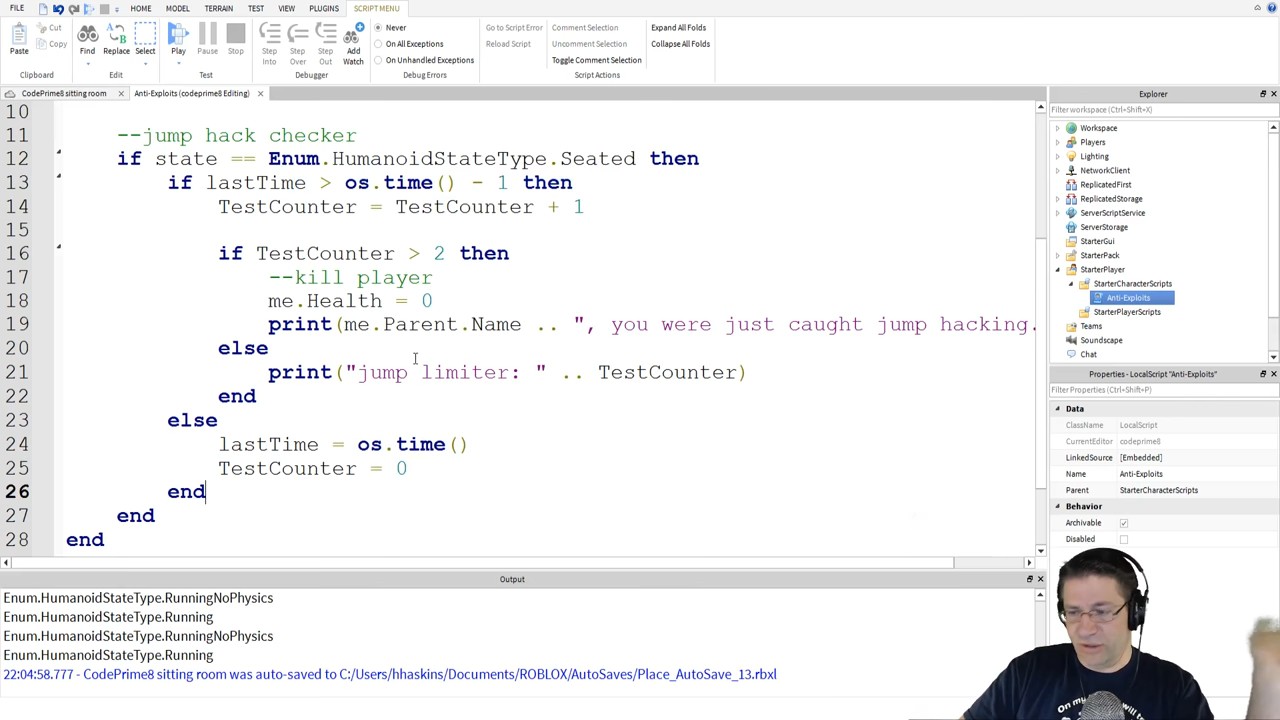 FILE HOME MODEL TERRAIN TEST VIEW PLUGINS SCRIPT MENU
Paste Cut Copy Find Replace Select Play Pause Stop Step Into Step Over Step Out Add Watch
Never
On All Exceptions
On Unhandled Exceptions
Go to Script Error
Reload Script
Comment Selection
Uncomment Selection
Toggle Comment Selection
Expand All Folds
Collapse All Folds
Clipboard Edit Test Debugger Debug Errors Script Actions
CodePrime8 sitting room Anti-Exploits (codeprime8 Editing)
10
11 --jump hack checker
12 if state == Enum.HumanoidStateType.Seated then
13 if lastTime > os.time() - 1 then
14 TestCounter = TestCounter + 1
15
16 if TestCounter > 2 then
17 --kill player
18 me.Health = 0
19 print(me.Parent.Name .. ", you were just caught jump hacking.
20 else
21 print("jump limiter: " .. TestCounter)
22 end
23 else
24 lastTime = os.time()
25 TestCounter = 0
26 end
27 end
28 end
Output
Enum.HumanoidStateType.RunningNoPhysics
Enum.HumanoidStateType.Running
Enum.HumanoidStateType.RunningNoPhysics
Enum.HumanoidStateType.Running
22:04:58.777 - CodePrime8 sitting room was auto-saved to C:/Users/hhaskins/Documents/ROBLOX/AutoSaves/Place_AutoSave_13.rbxl
Explorer
Filter workspace (Ctrl+Shift+X)
Workspace
Players
Lighting
NetworkClient
ReplicatedFirst
ReplicatedStorage
ServerScriptService
ServerStorage
StarterGui
StarterPack
StarterPlayer
StarterCharacterScripts
Anti-Exploits
StarterPlayerScripts
Teams
Soundscape
Chat
Properties - LocalScript "Anti-Exploits"
Filter Properties (Ctrl+Shift+P)
Data
ClassName LocalScript
CurrentEditor codeprime8
LinkedSource [Embedded]
Name Anti-Exploits
Parent StarterCharacterScripts
Behavior
Archivable
Disabled